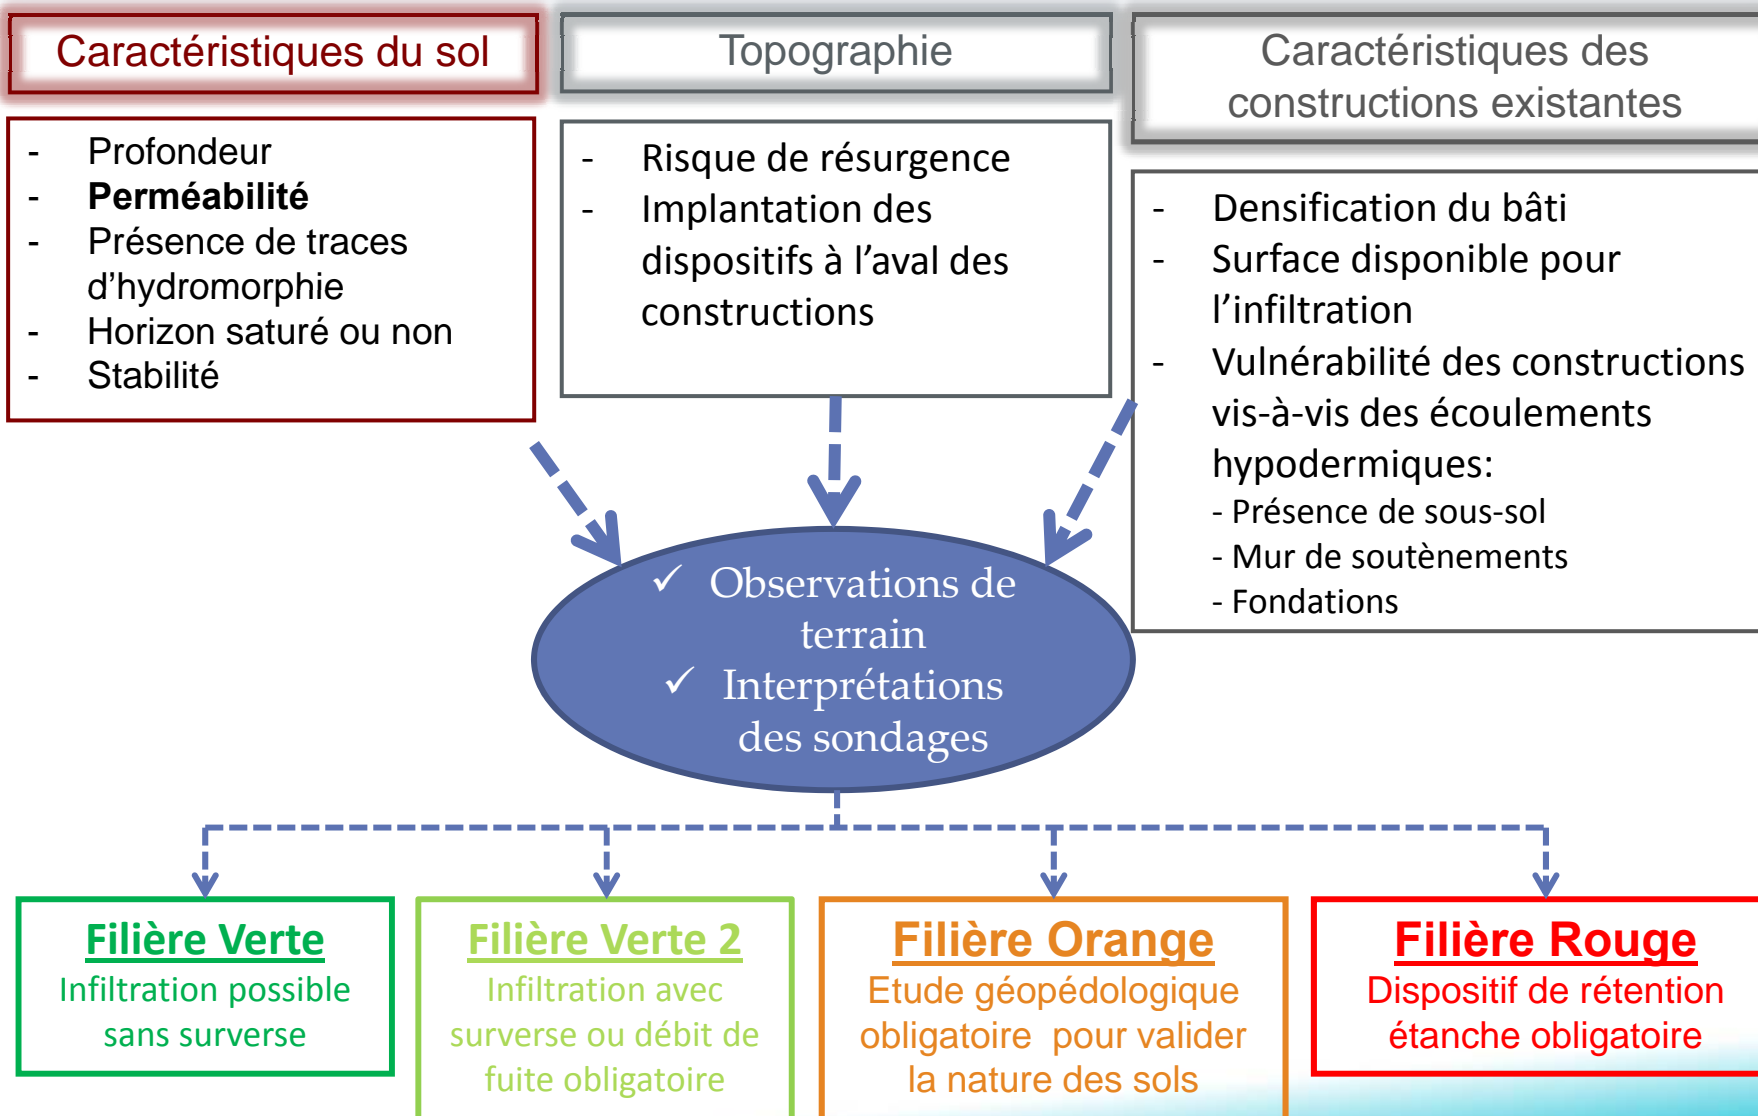 Caractéristiques du sol
- Profondeur
- Perméabilité
- Présence de traces
d'hydromorphie
- Horizon saturé ou non
- Stabilité
Topographie
- Risque de résurgence
- Implantation des
dispositifs à l’aval des
constructions
Caractéristiques des
constructions existantes
- Densification du bâti
- Surface disponible pour
l’infiltration
- Vulnérabilité des constructions
vis-à-vis des écoulements
hypodermiques:
- Présence de sous-sol
- Mur de soutènements
- Fondations
✓ Observations de
terrain
✓ Interprétations
des sondages
Filière Verte
Infiltration possible
sans surverse
Filière Verte 2
Infiltration avec
surverse ou débit de
fuite obligatoire
Filière Orange
Etude géopédologique
obligatoire pour valider
la nature des sols
Filière Rouge
Dispositif de rétention
étanche obligatoire